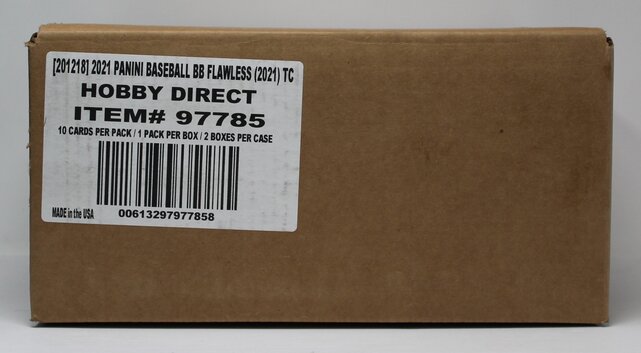 [201218] 2021 PANINI BASEBALL BB FLAWLESS (2021) TC
HOBBY DIRECT
ITEM# 97785
10 CARDS PER PACK / 1 PACK PER BOX / 2 BOXES PER CASE
MADE in the USA
00613297977858